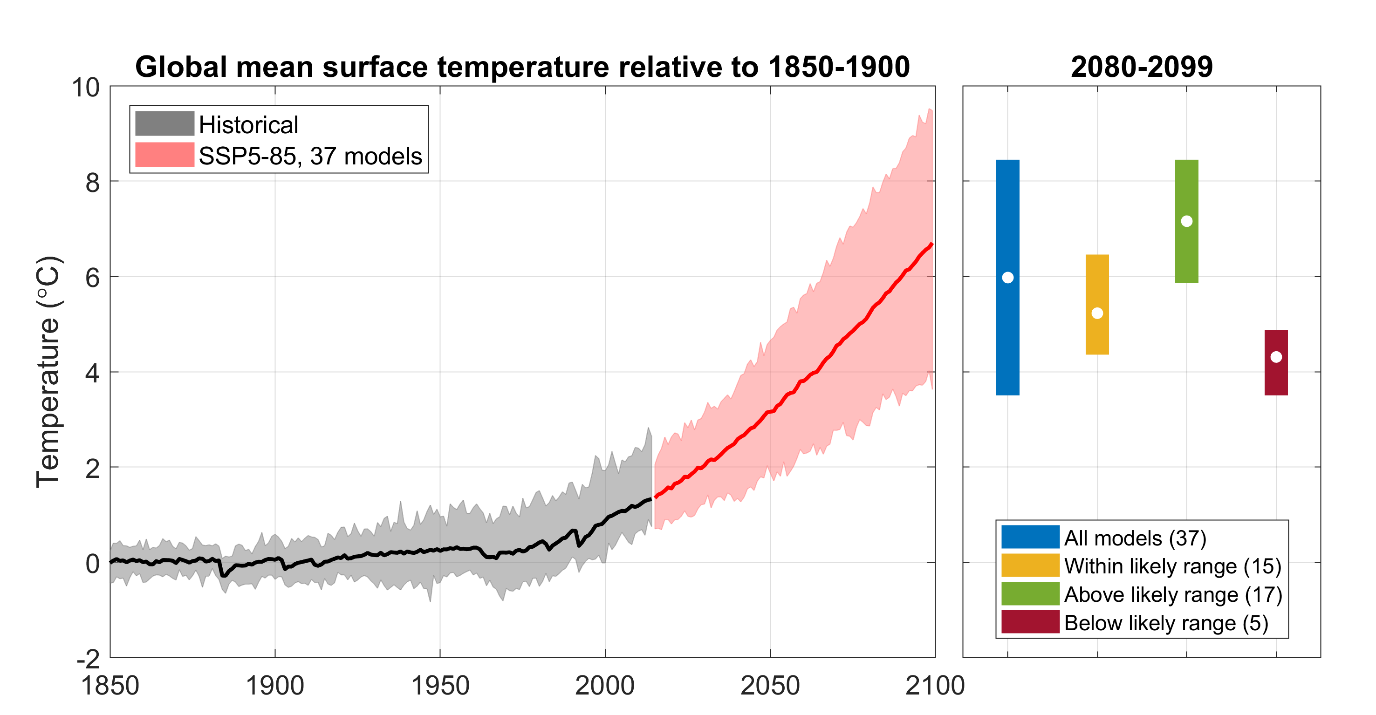 Global mean surface temperature relative to 1850-1900
Historical
SSP5-85, 37 models
Temperature (°C)
10
8
6
4
2
0
-2
1850
1900
1950
2000
2050
2100
2080-2099
All models (37)
Within likely range (15)
Above likely range (17)
Below likely range (5)